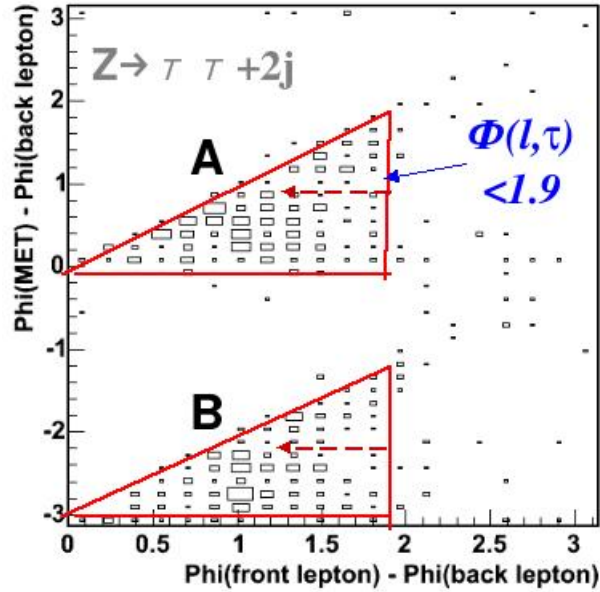 Phi(MET) - Phi(back lepton)
3
2
1
0
-1
-2
-3
Z→ τ τ +2j
A
Φ(l,τ)
<1.9
B
0 0.5 1 1.5 2 2.5 3
Phi(front lepton) - Phi(back lepton)